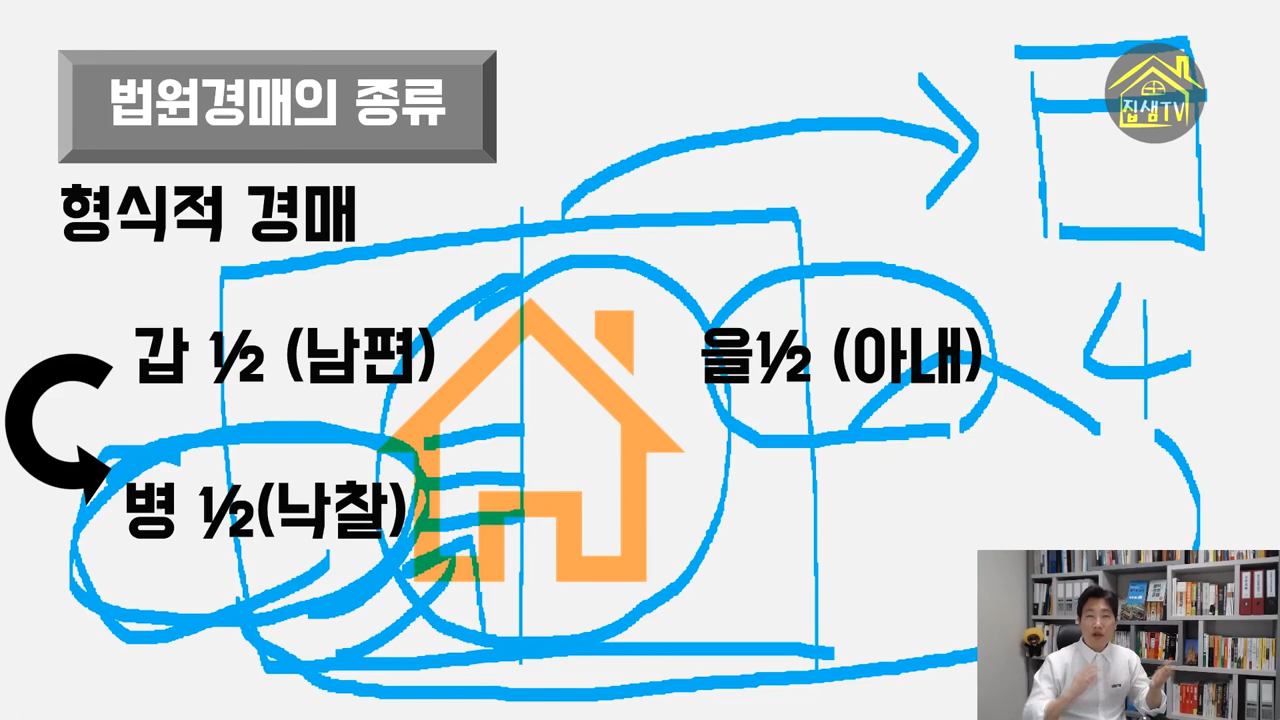 법원경매의 종류
집샘TV
형식적 경매
갑 ½ (남편)
을½ (아내)
병 ½(낙찰)
4